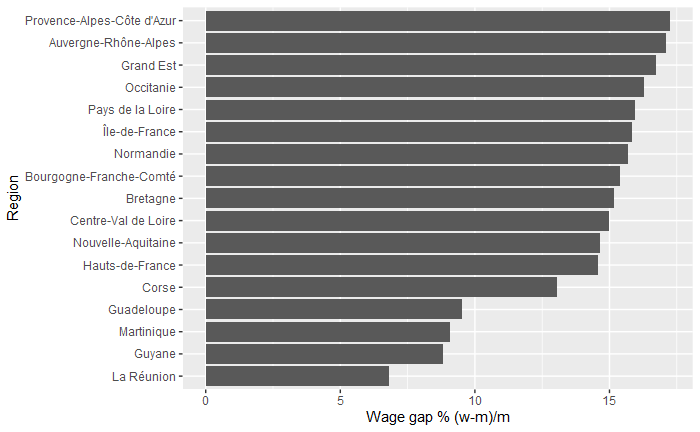 Provence-Alpes-Côte d'Azur
Auvergne-Rhône-Alpes
Grand Est
Occitanie
Pays de la Loire
Île-de-France
Normandie
Bourgogne-Franche-Comté
Bretagne
Centre-Val de Loire
Nouvelle-Aquitaine
Hauts-de-France
Corse
Guadeloupe
Martinique
Guyane
La Réunion
Region
0 5 10 15
Wage gap % (w-m)/m